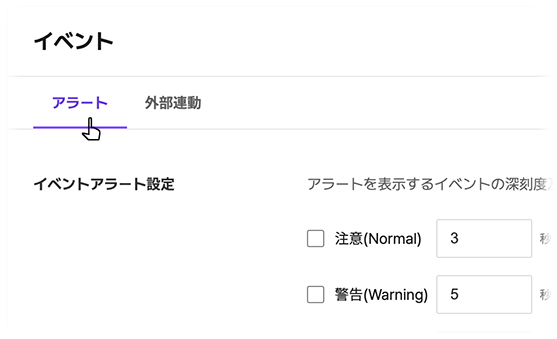 イベント
アラート 外部連動
イベントアラート設定 アラートを表示するイベントの深刻度
注意(Normal) 3 秒
警告(Warning) 5 秒